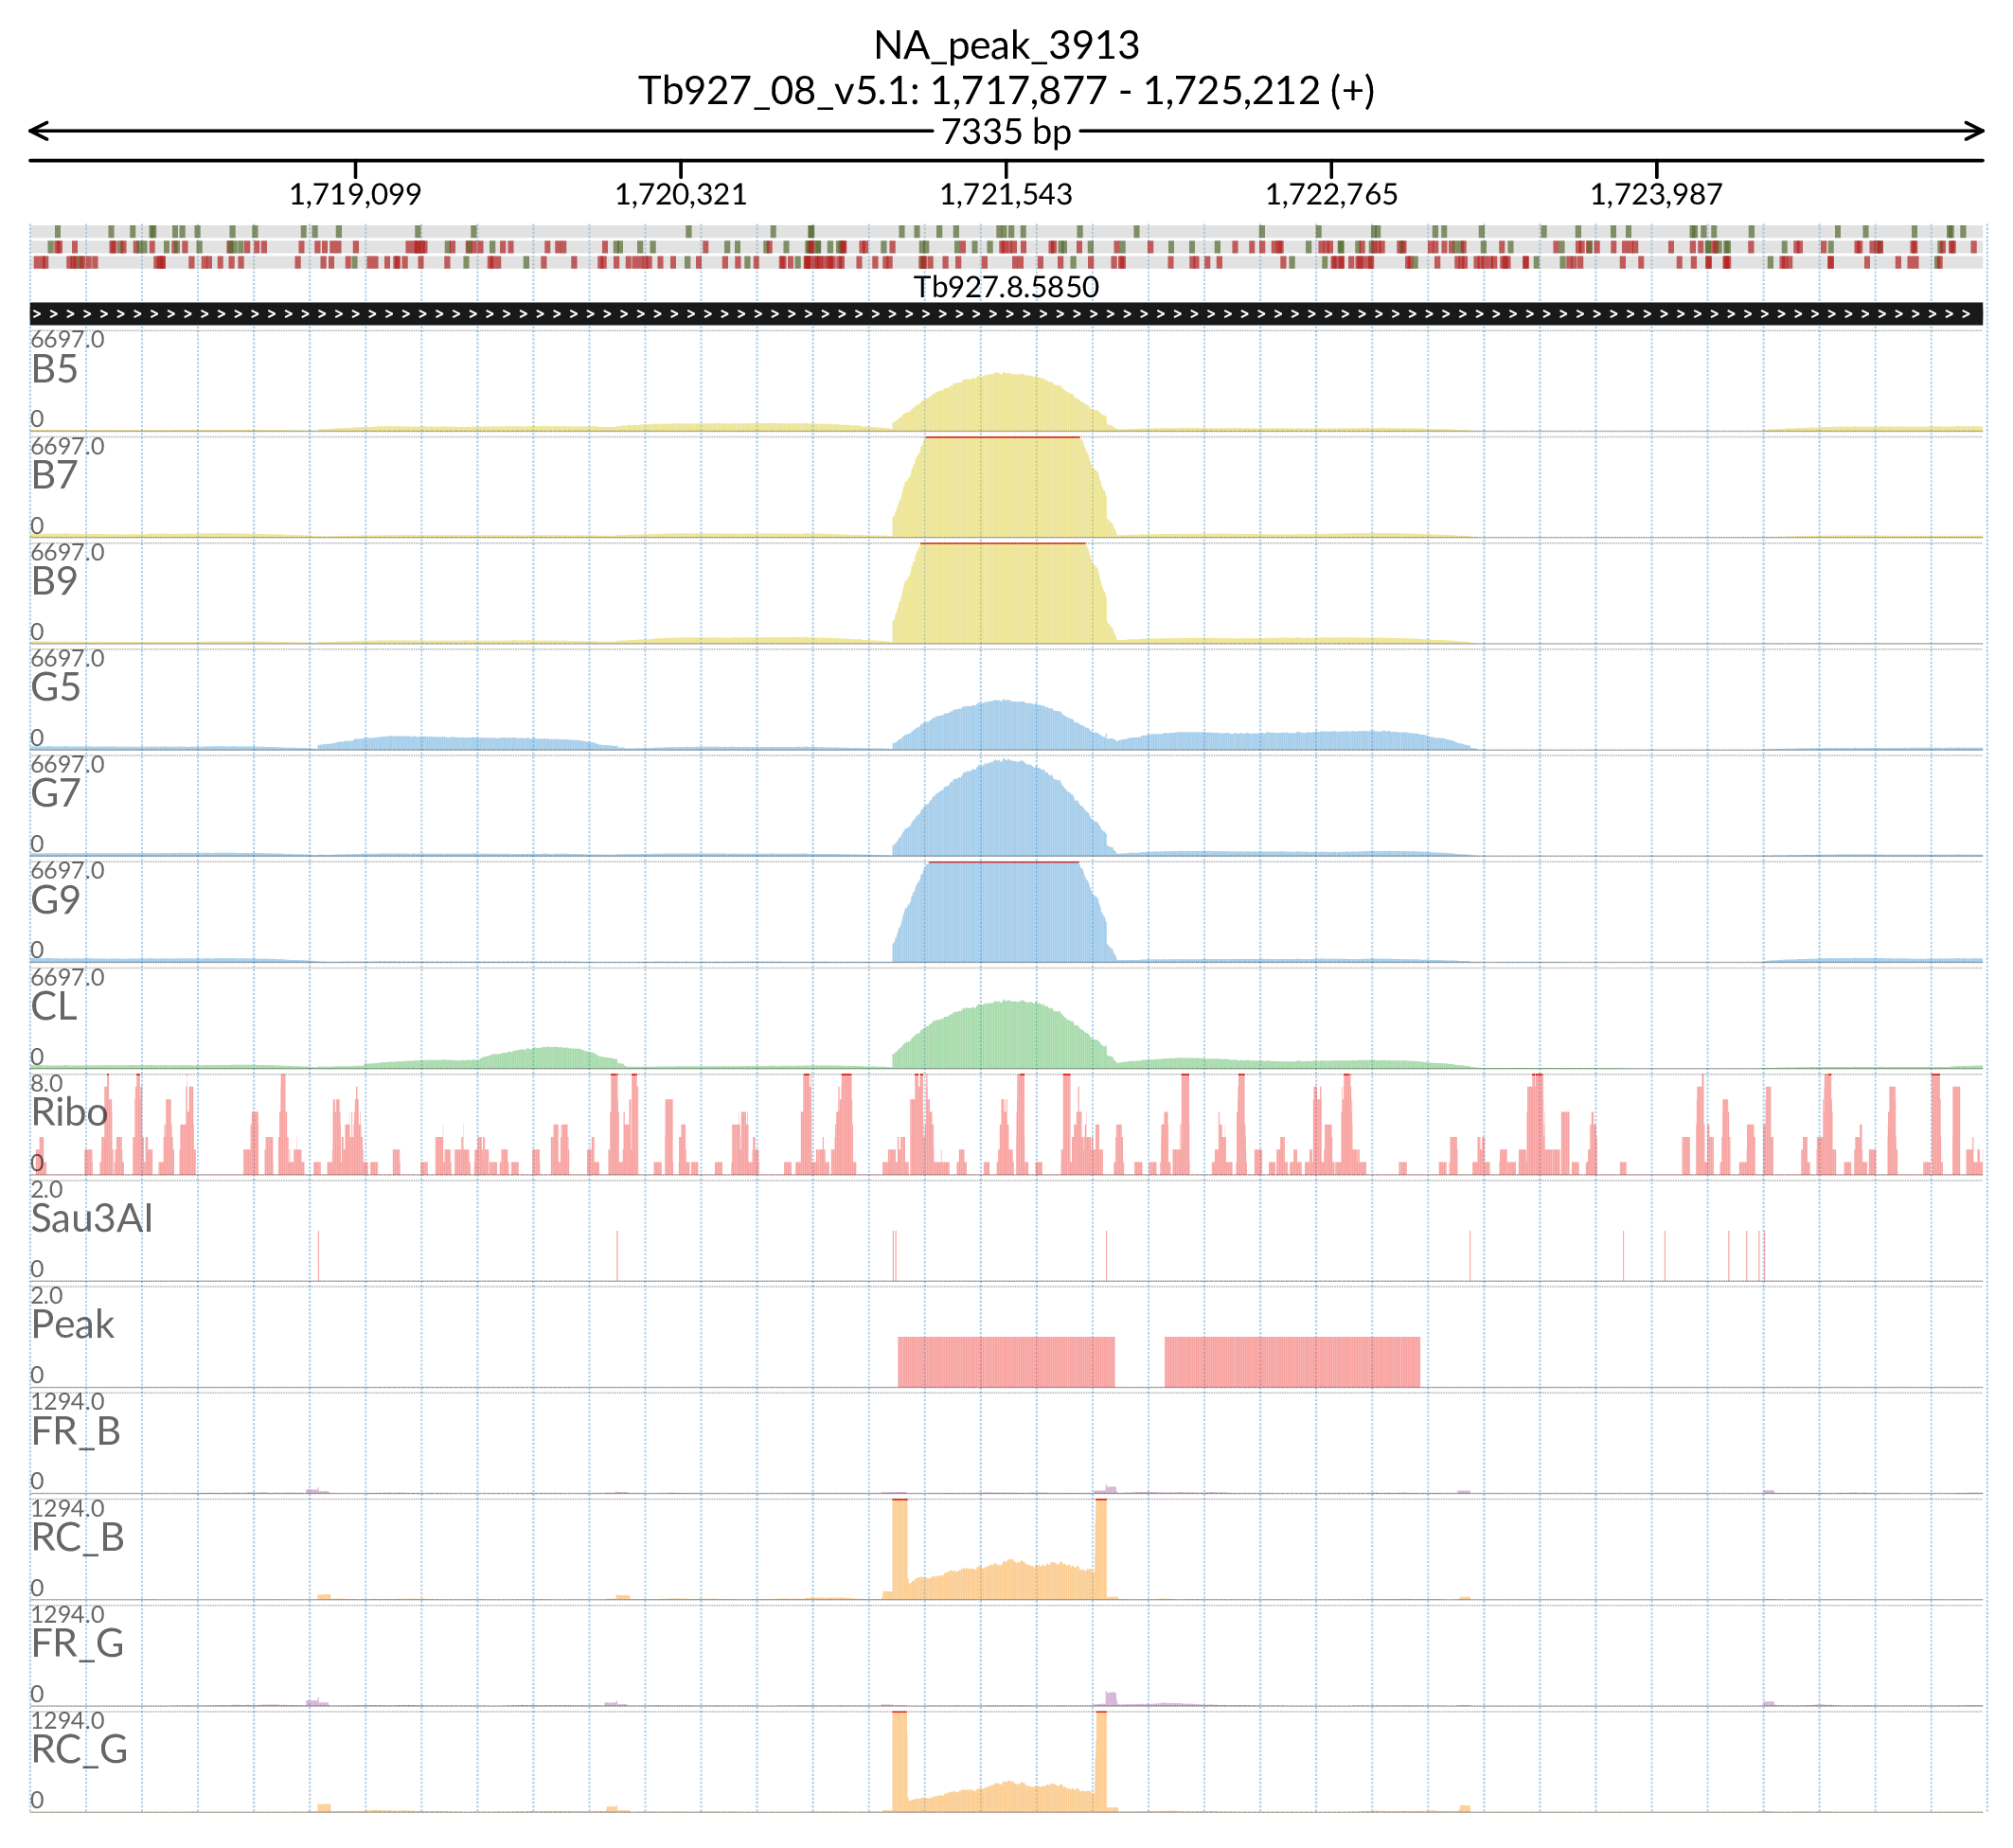 NA_peak_3913
Tb927_08_v5.1: 1,717,877 - 1,725,212 (+)
7335 bp
1,719,099 1,720,321 1,721,543 1,722,765 1,723,987
Tb927.8.5850
6697.0
B5
0
6697.0
B7
0
6697.0
B9
0
6697.0
G5
0
6697.0
G7
0
6697.0
G9
0
6697.0
CL
0
8.0
Ribo
0
2.0
Sau3AI
0
2.0
Peak
0
1294.0
FR_B
0
1294.0
RC_B
0
1294.0
FR_G
0
1294.0
RC_G
0